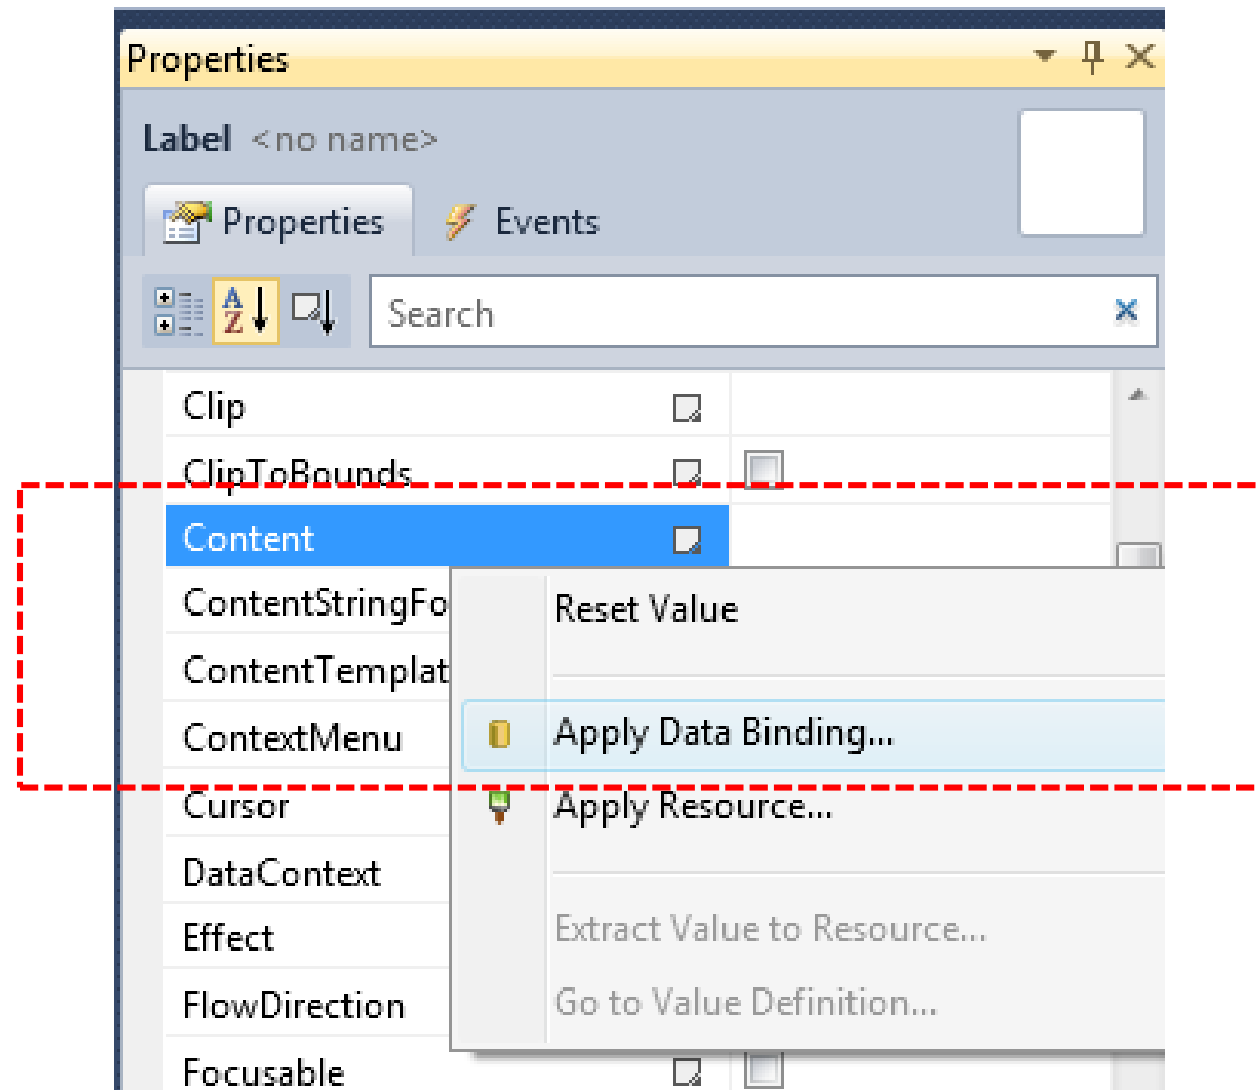 Properties
Label <no name>
Properties Events
Search
Clip
ClipToBounds
Content
ContentStringFo
Reset Value
ContentTemplat
ContextMenu
Apply Data Binding...
Cursor
Apply Resource...
DataContext
Effect
Extract Value to Resource...
FlowDirection
Go to Value Definition...
Focusable